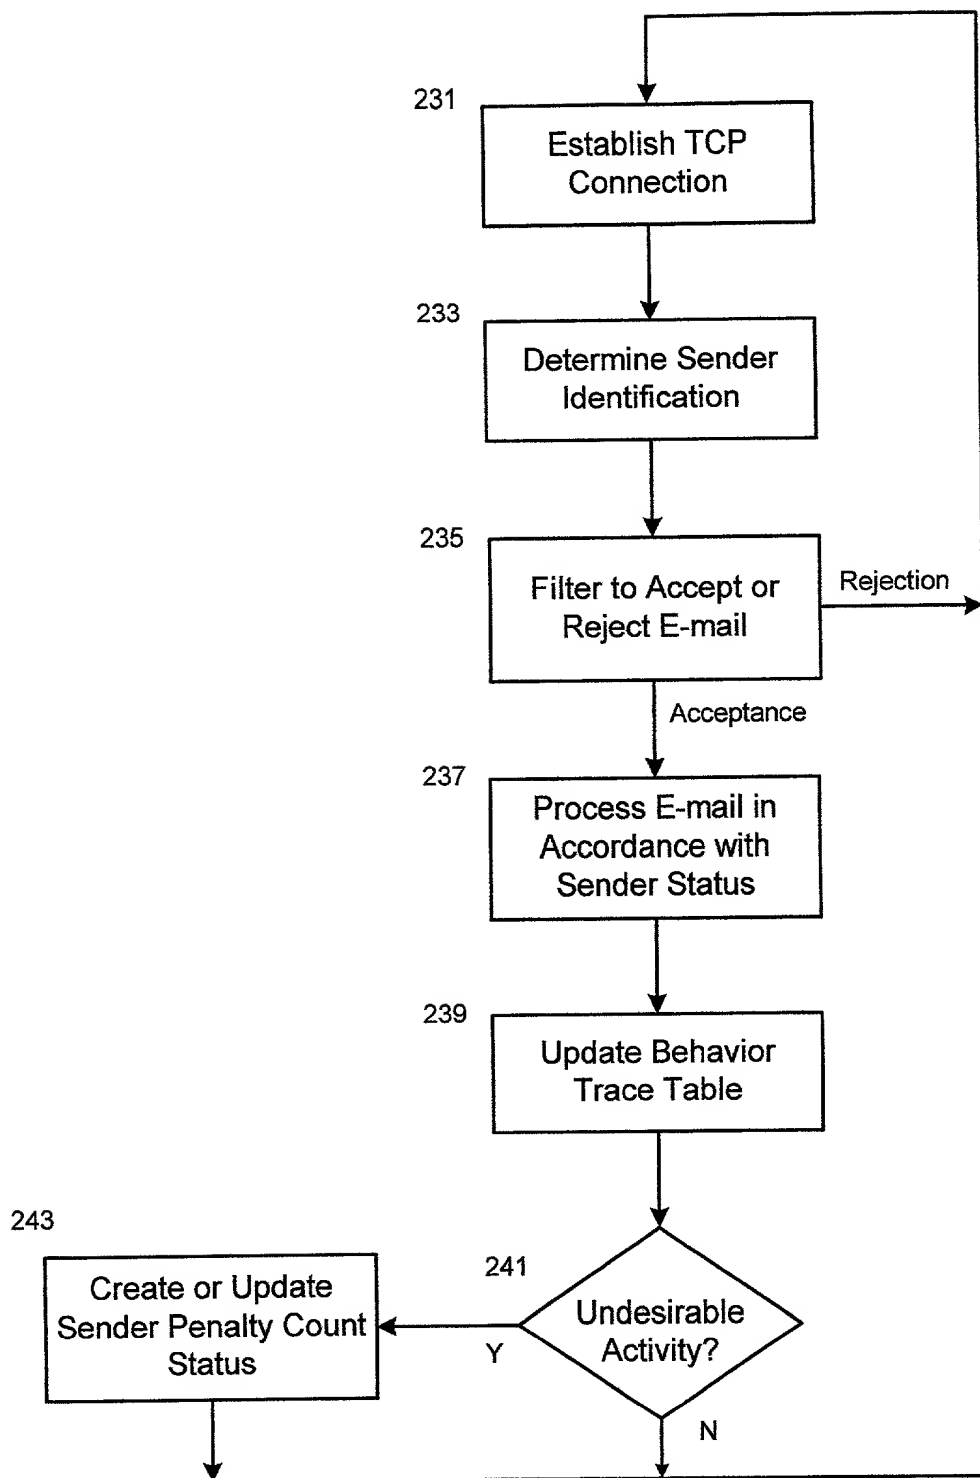 231
Establish TCP
Connection
233
Determine Sender
Identification
235
Filter to Accept or
Reject E-mail
Rejection
Acceptance
237
Process E-mail in
Accordance with
Sender Status
239
Update Behavior
Trace Table
243
Create or Update
Sender Penalty Count
Status
241
Undesirable
Activity?
Y
N